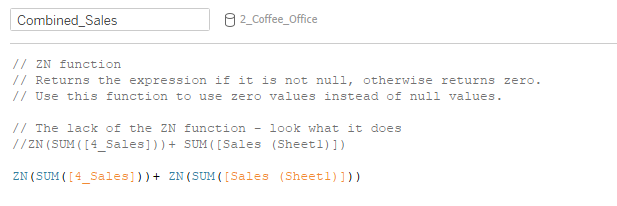 Combined_Sales
2_Coffee_Office
// ZN function
// Returns the expression if it is not null, otherwise returns zero.
// Use this function to use zero values instead of null values.
// The lack of the ZN function - look what it does
//ZN(SUM([4_Sales]))+ SUM([Sales (Sheet1)])
ZN(SUM([4_Sales]))+ ZN(SUM([Sales (Sheet1)]))